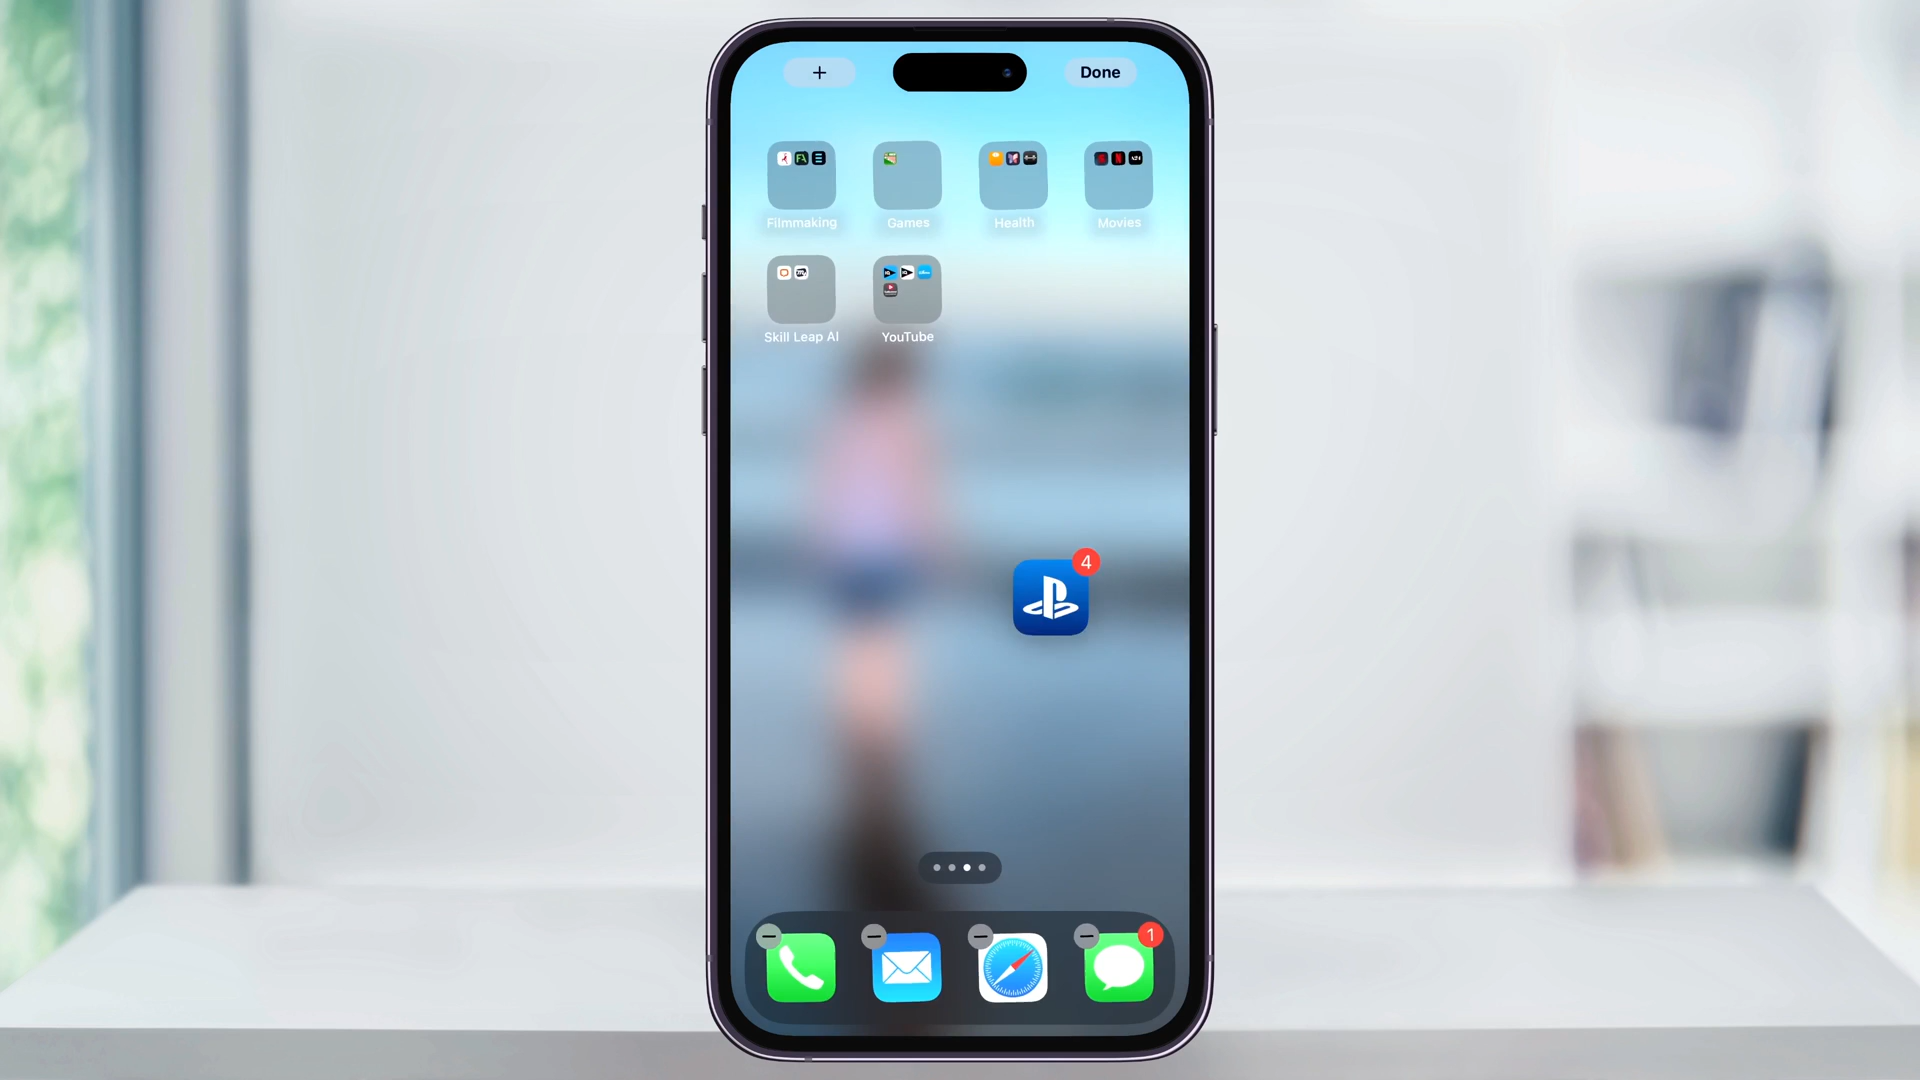 +
Done
Filmmaking
Games
Health
Movies
Skill Leap AI
YouTube
4
1